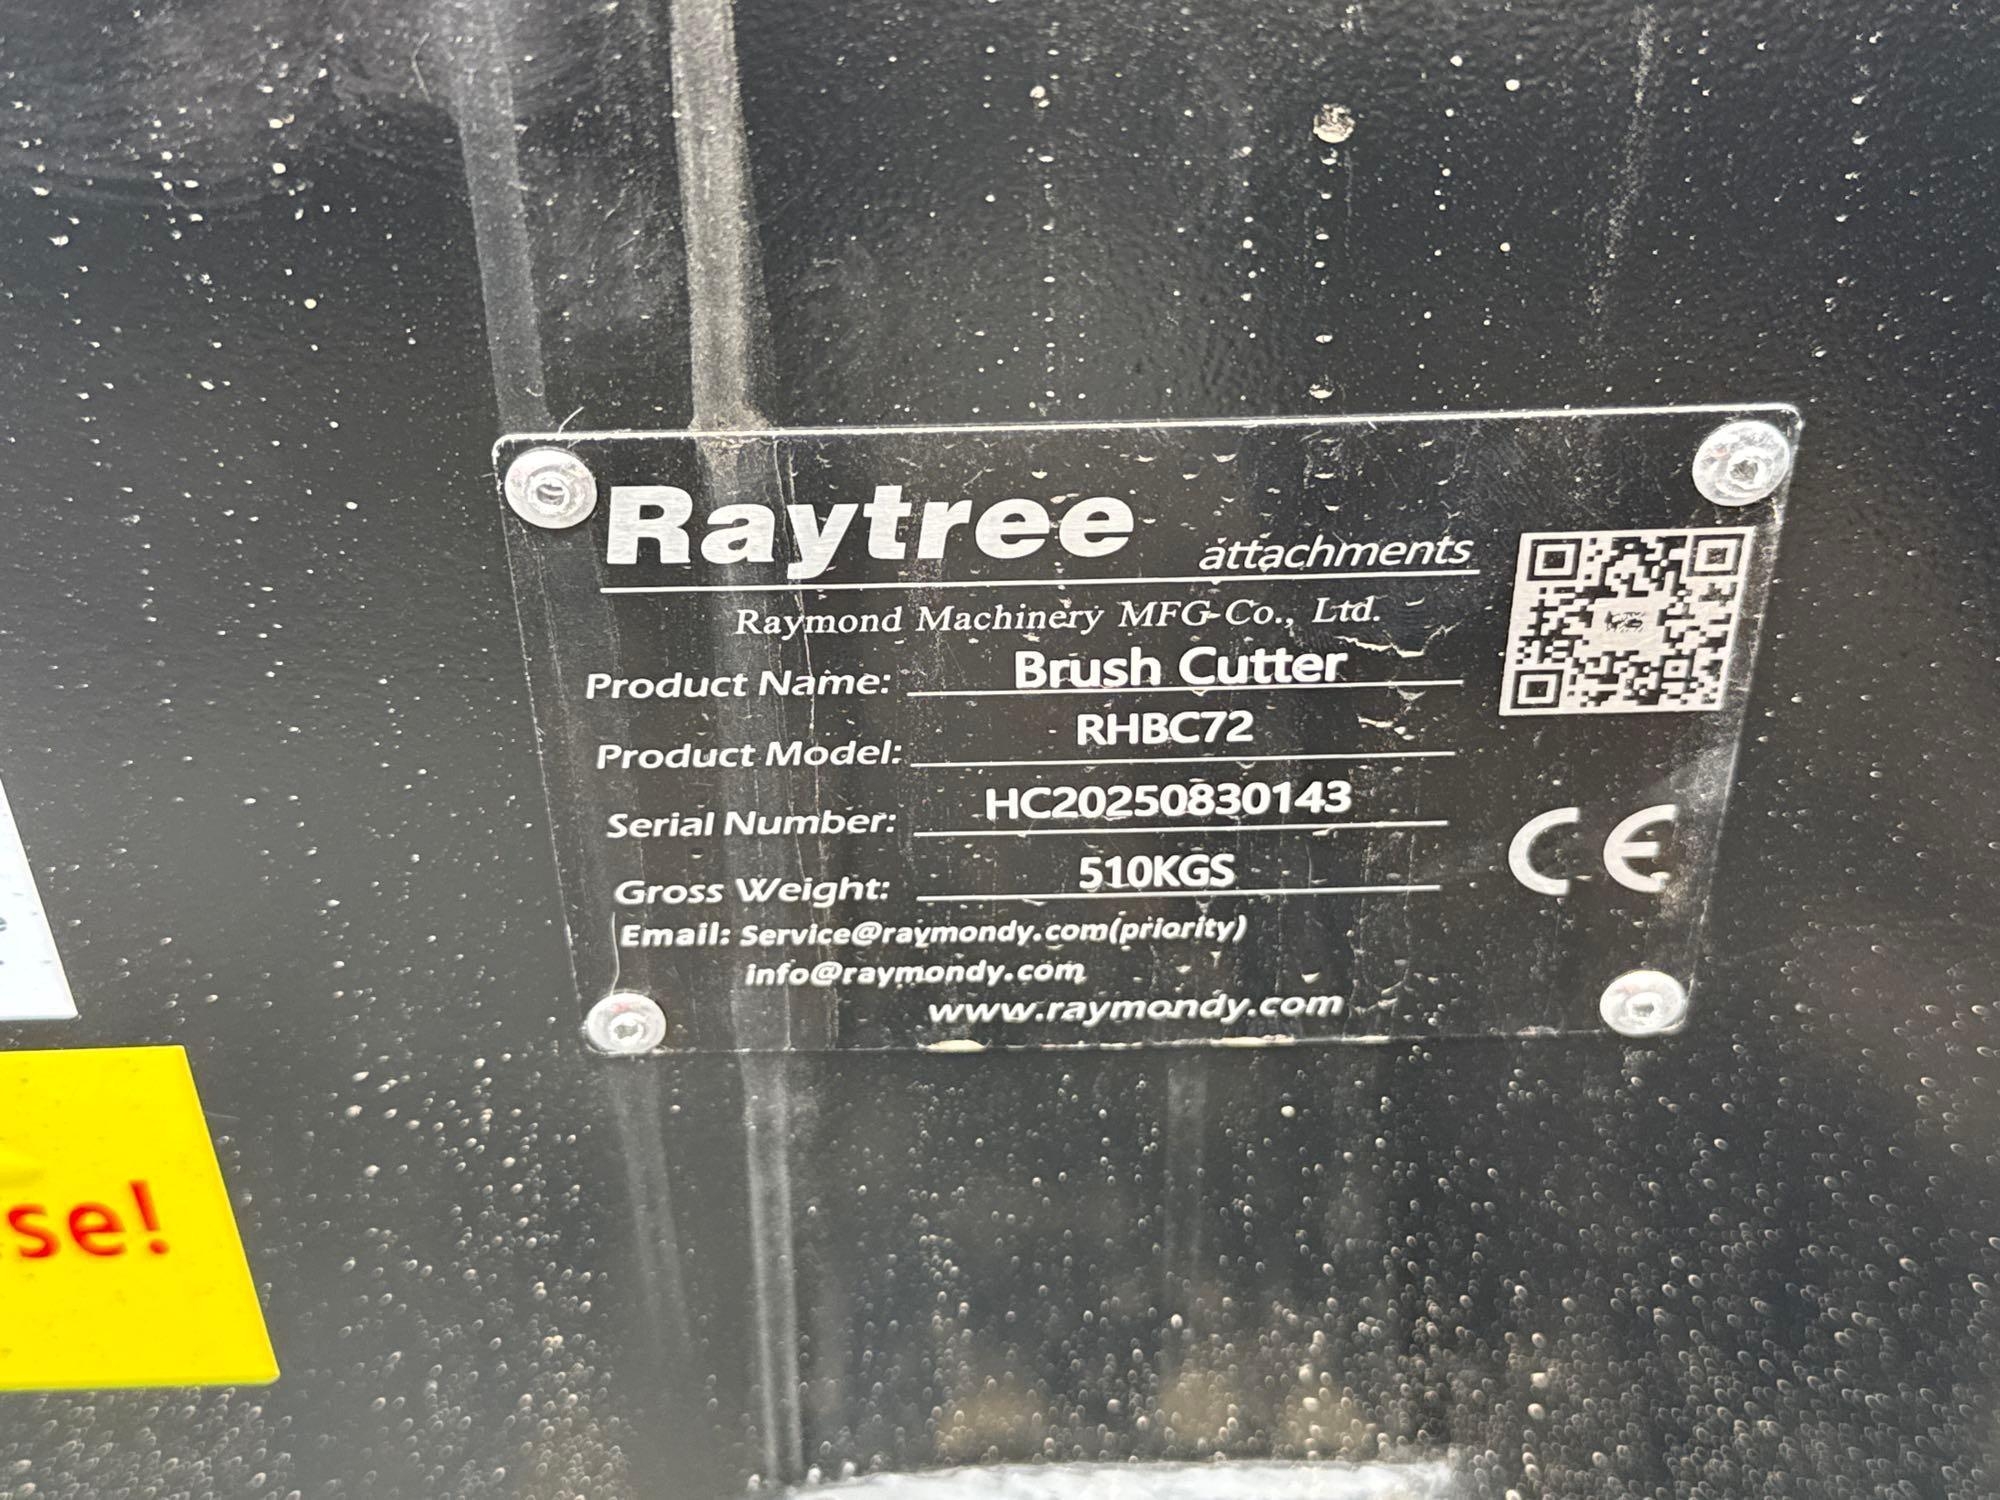 Raytree attachments
Raymond Machinery MFG Co., Ltd.
Product Name: Brush Cutter
Product Model: RHBC72
Serial Number: HC20250830143
Gross Weight: 510KGS
Email: Service@raymondy.com(priority)
info@raymondy.com
www.raymondy.com
CE
se!